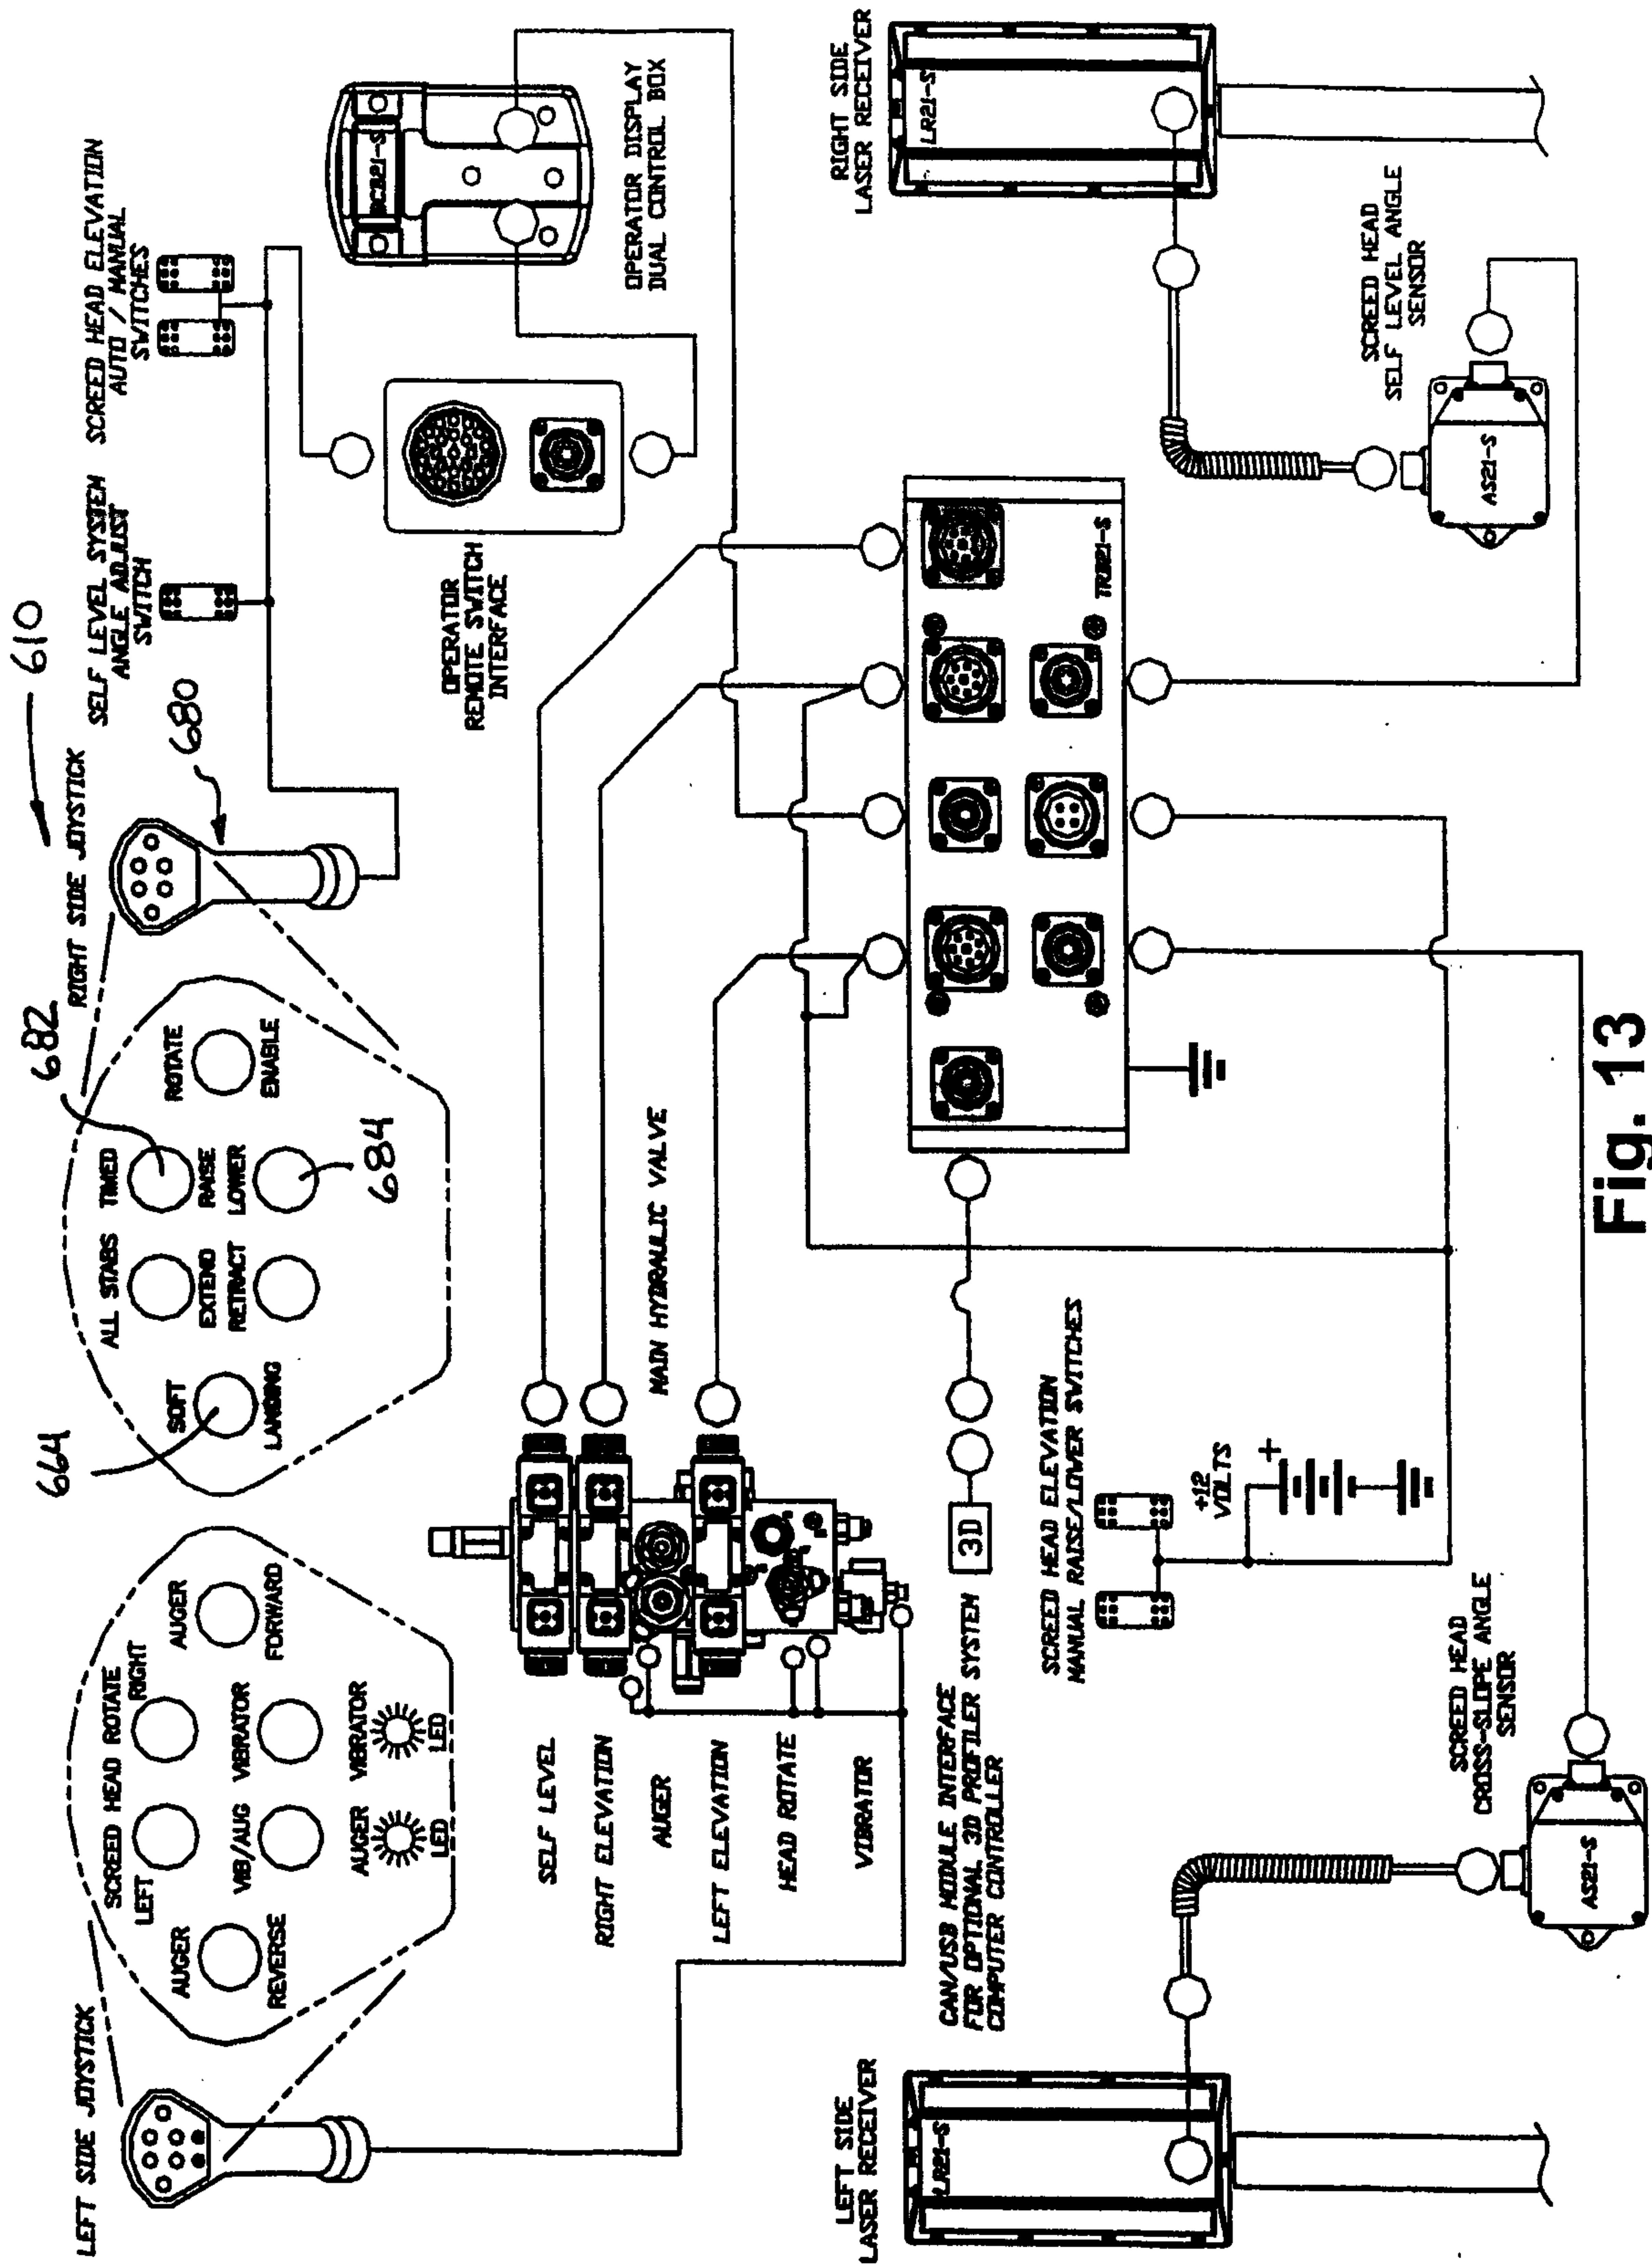 610
LEFT SIDE JOYSTICK
SCREED HEAD ROTATE
LEFT
RIGHT
AUGER
REVERSE
VIB/AUG
VIBRATOR
AUGER
FORWARD
AUGER
LED
VIBRATOR
LED
664
682
684
680
RIGHT SIDE JOYSTICK
SOFT
LANDING
ALL STABS
EXTEND
RETRACT
TIMED
RAISE
LOWER
ROTATE
ENABLE
SELF LEVEL SYSTEM
ANGLE ADJUST
SWITCH
SCREED HEAD ELEVATION
AUTO / MANUAL
SWITCHES
OPERATOR
REMOTE SWITCH
INTERFACE
DCB21-S
OPERATOR DISPLAY
DUAL CONTROL BOX
SELF LEVEL
RIGHT ELEVATION
AUGER
LEFT ELEVATION
HEAD ROTATE
VIBRATOR
MAIN HYDRAULIC VALVE
CAN/USB MODULE INTERFACE
FOR OPTIONAL 3D PROFILER SYSTEM
COMPUTER CONTROLLER
3D
TRB21-S
SCREED HEAD ELEVATION
MANUAL RAISE/LOWER SWITCHES
+12
VOLTS
+
LEFT SIDE
LASER RECEIVER
LR21-S
SCREED HEAD
CROSS-SLOPE ANGLE
SENSOR
AS21-S
RIGHT SIDE
LASER RECEIVER
LR21-S
SCREED HEAD
SELF LEVEL ANGLE
SENSOR
AS21-S
Fig. 13